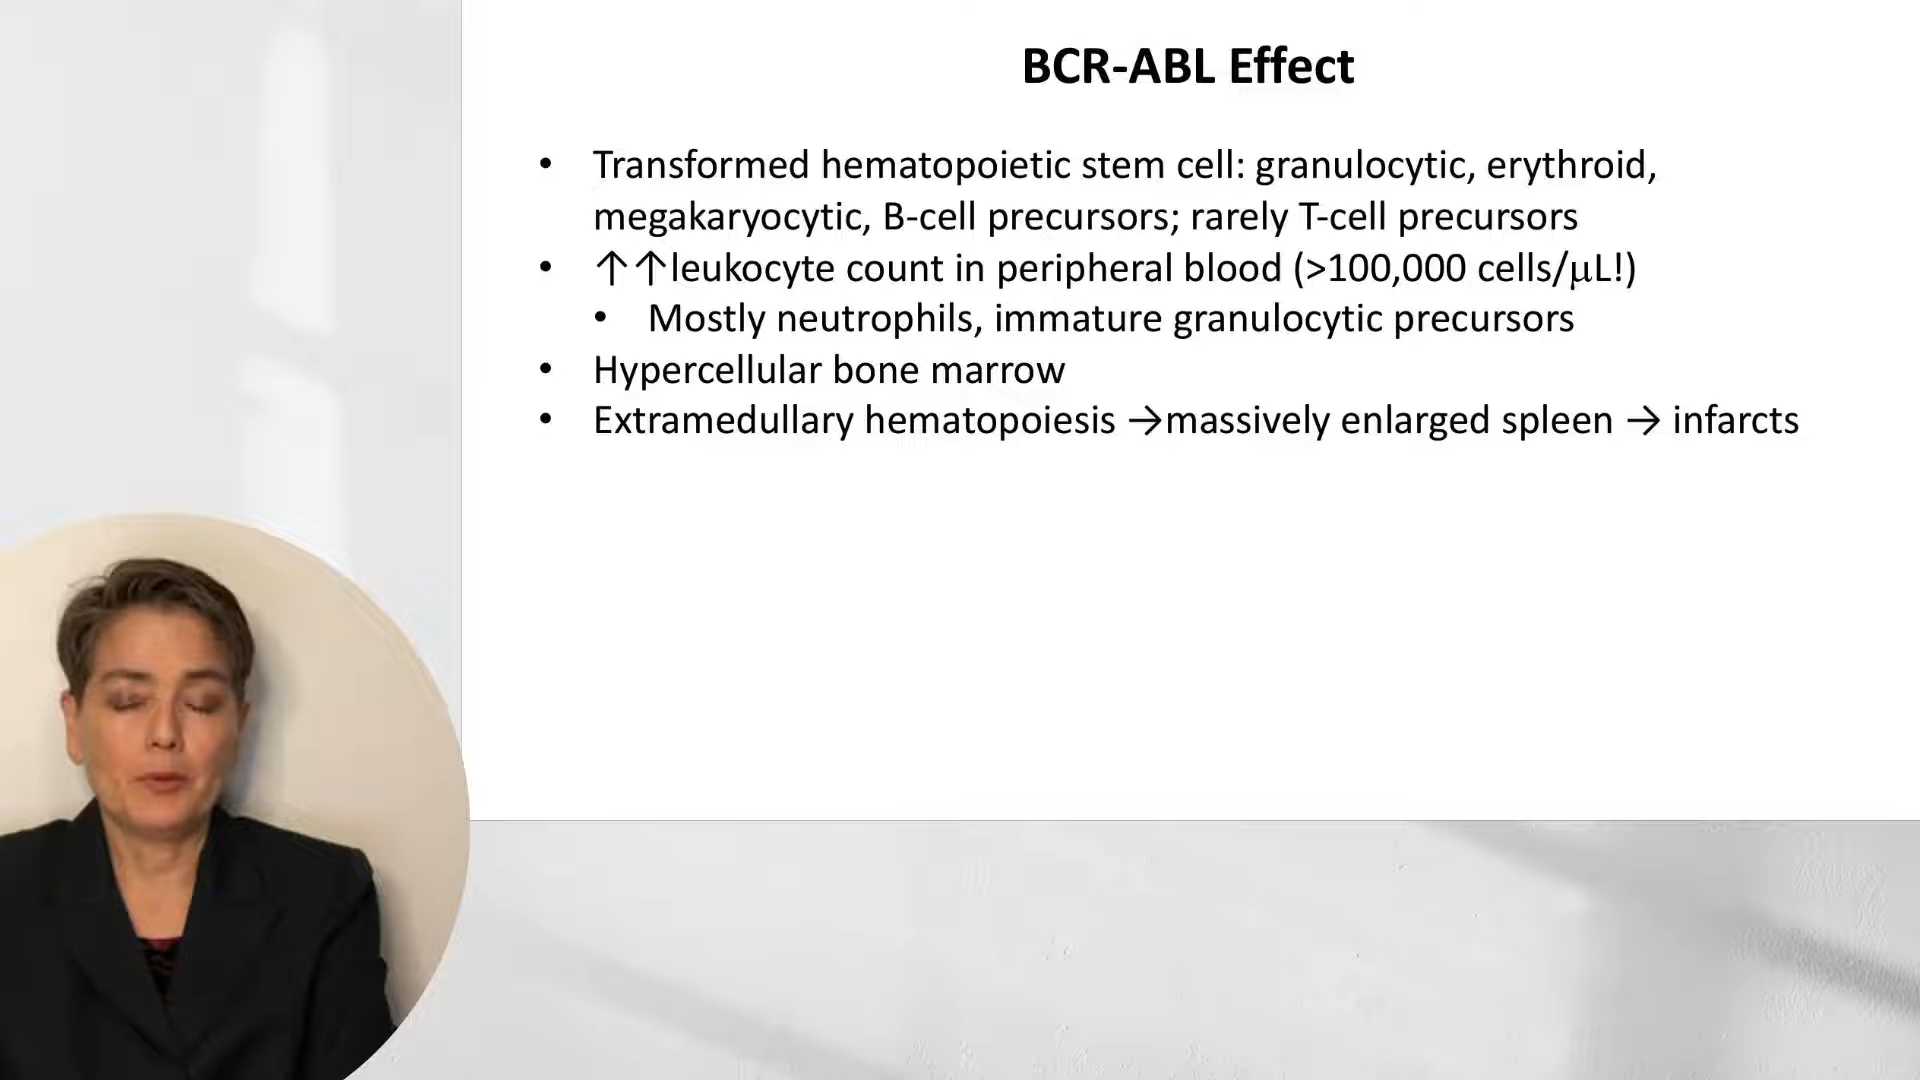 BCR-ABL Effect
• Transformed hematopoietic stem cell: granulocytic, erythroid,
megakaryocytic, B-cell precursors; rarely T-cell precursors
• ↑↑leukocyte count in peripheral blood (>100,000 cells/μL!)
• Mostly neutrophils, immature granulocytic precursors
• Hypercellular bone marrow
• Extramedullary hematopoiesis →massively enlarged spleen → infarcts